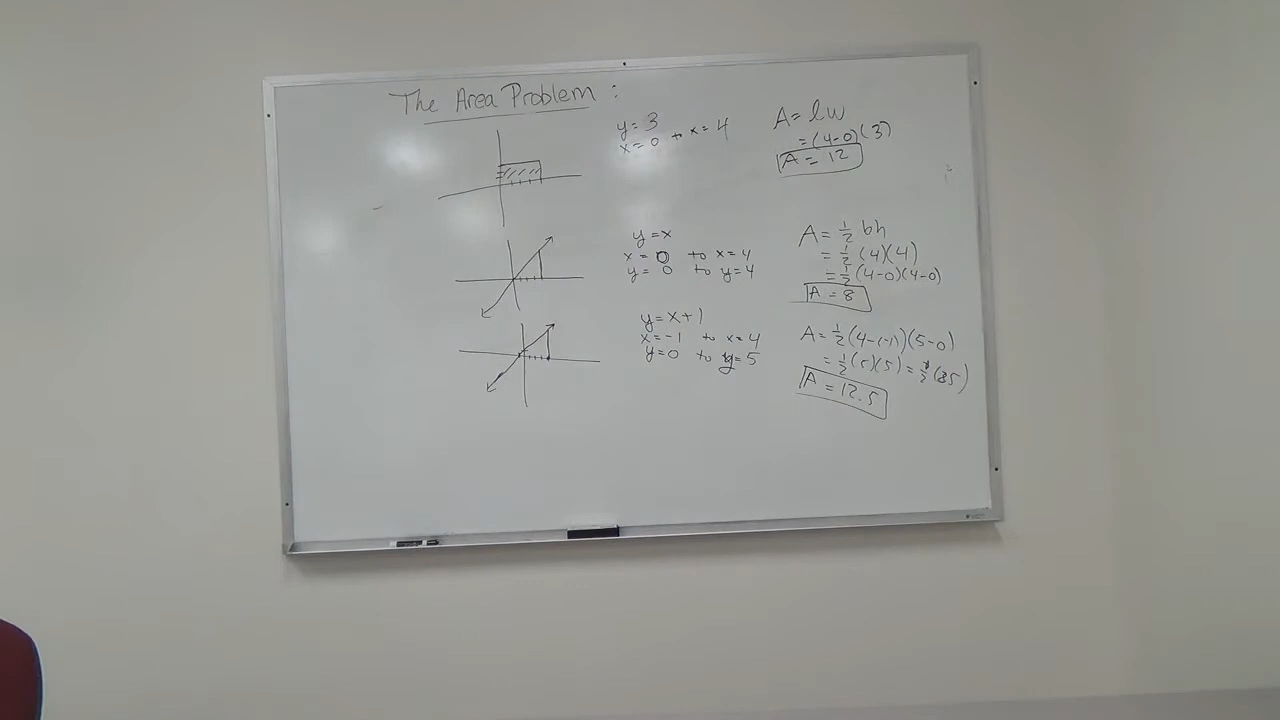 The Area Problem :
y = 3
x = 0 to x = 4
A = lw
= (4-0)(3)
A = 12
y = x
x = 0 to x = 4
y = 0 to y = 4
A = 1/2 bh
= 1/2 (4)(4)
= 1/2 (4-0)(4-0)
A = 8
y = x+1
x = -1 to x = 4
y = 0 to y = 5
A = 1/2 (4-(-1))(5-0)
= 1/2 (5)(5) = 1/2 (25)
A = 12.5